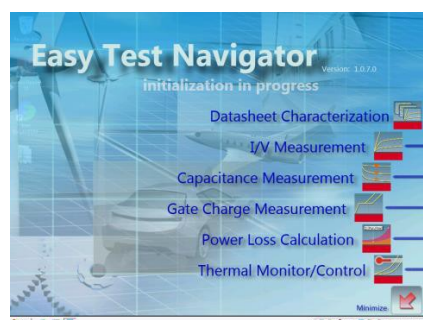 Easy Test Navigator
Version: 1.0.7.0
initialization in progress
Datasheet Characterization
I/V Measurement
Capacitance Measurement
Gate Charge Measurement
Power Loss Calculation
Thermal Monitor/Control
Minimize